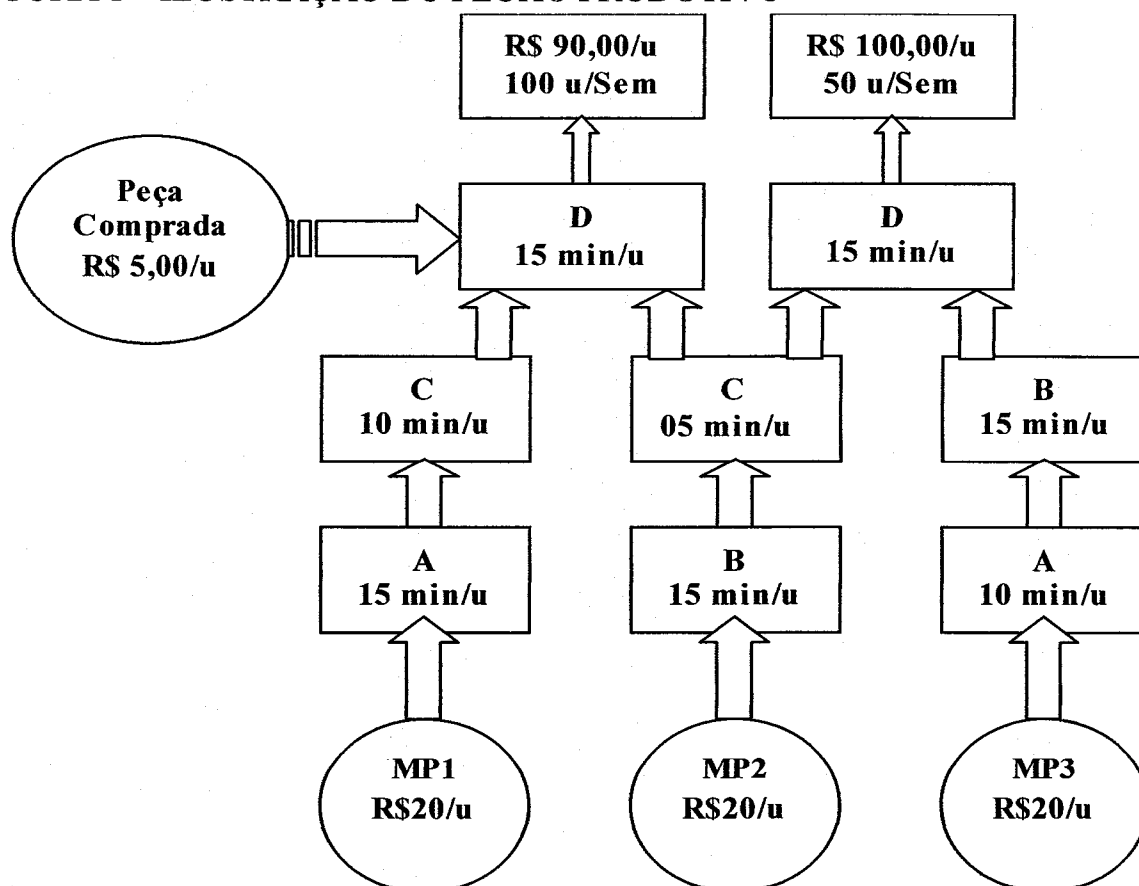 R$ 90,00/u
100 u/Sem
R$ 100,00/u
50 u/Sem
Peça
Comprada
R$ 5,00/u
D
15 min/u
D
15 min/u
C
10 min/u
C
05 min/u
B
15 min/u
A
15 min/u
B
15 min/u
A
10 min/u
MP1
R$20/u
MP2
R$20/u
MP3
R$20/u